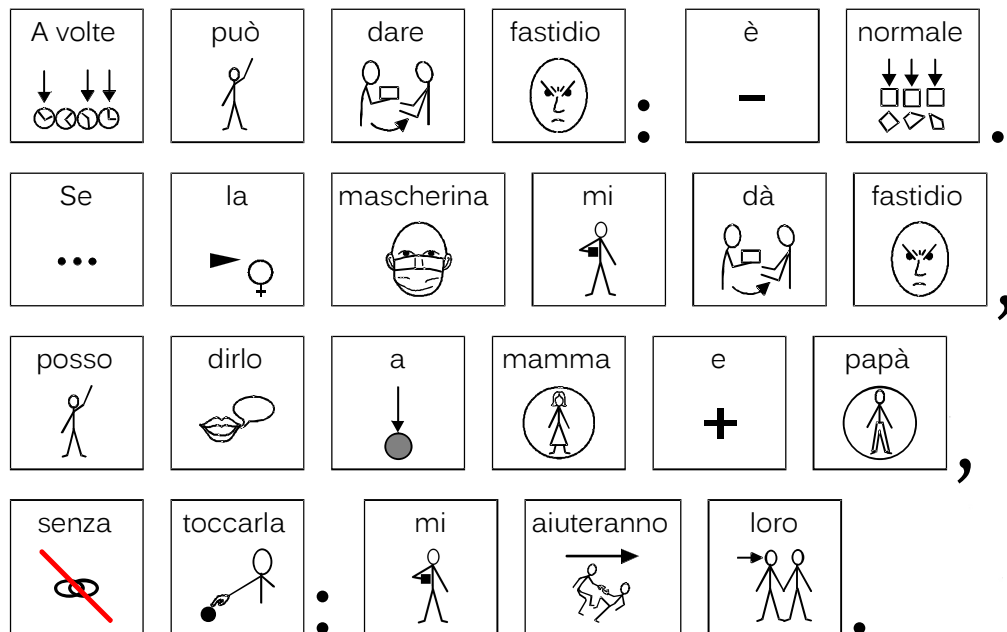 A volte può dare fastidio : è normale .
Se la mascherina mi dà fastidio ,
posso dirlo a mamma e papà ,
senza toccarla : mi aiuteranno loro .